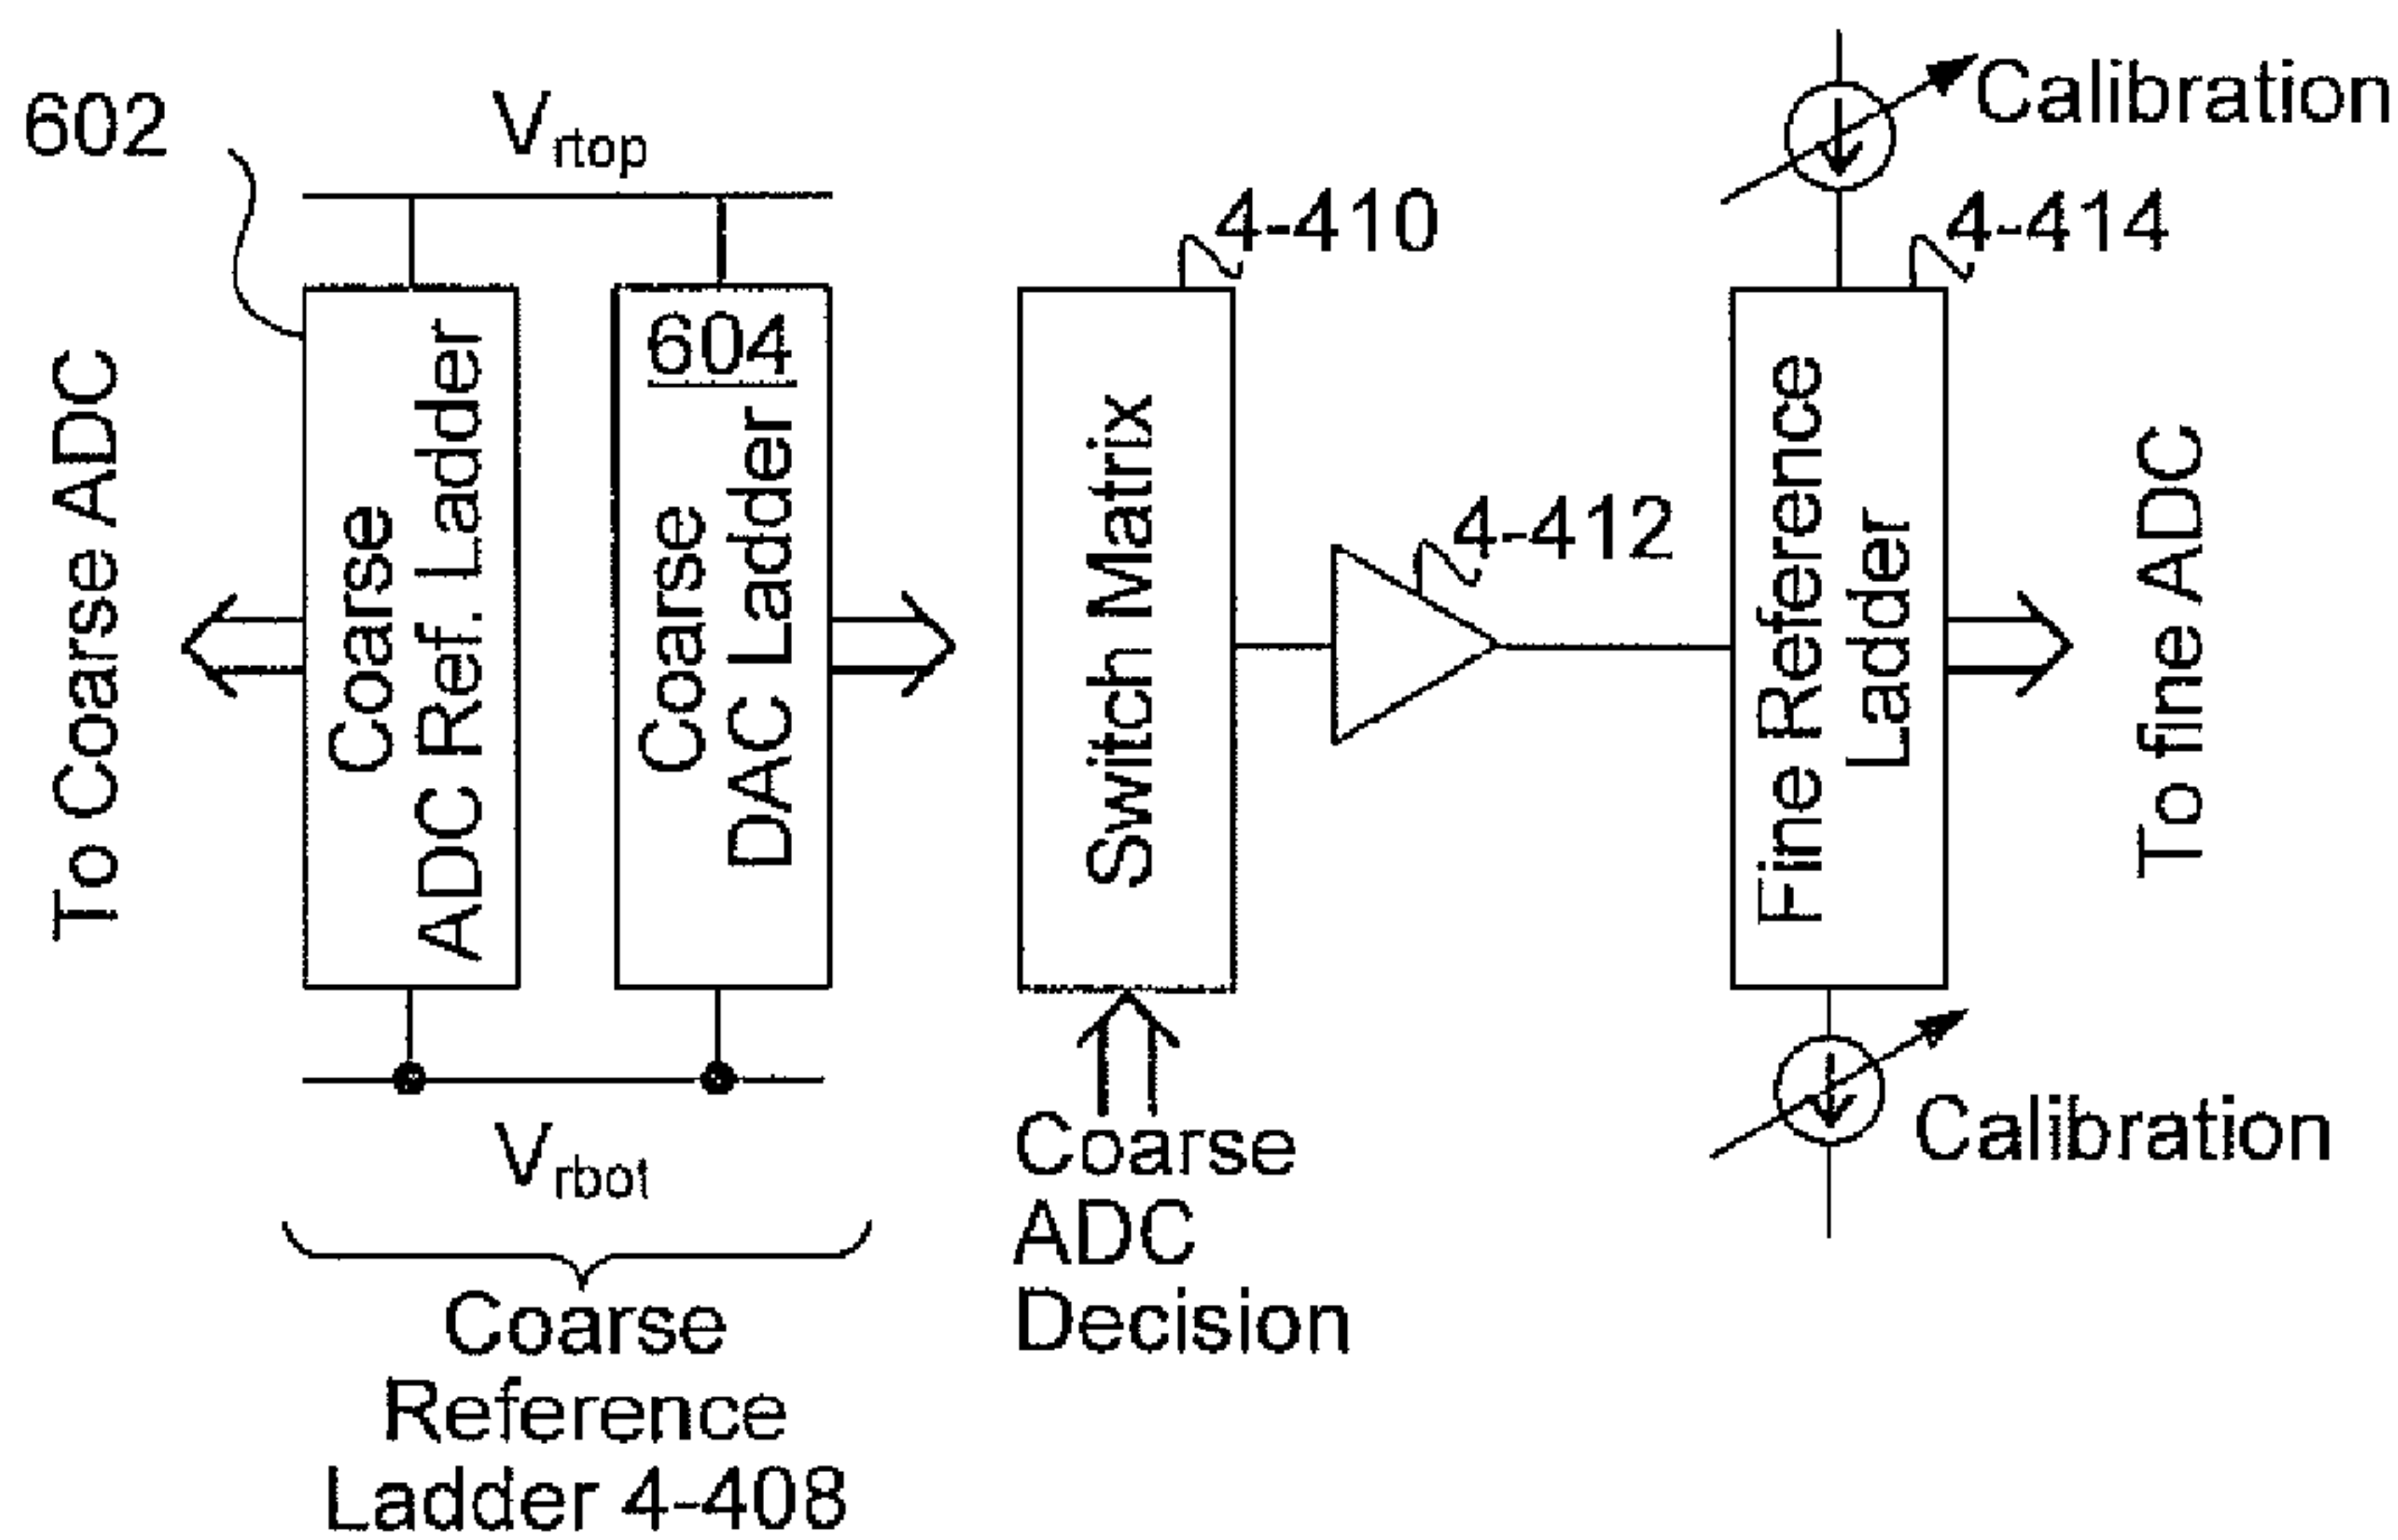 602
V_rtop
Calibration
4-410
4-414
604
To Coarse ADC
Coarse
ADC Ref. Ladder
Coarse
DAC Ladder
Switch Matrix
4-412
Fine Reference
Ladder
To fine ADC
V_rbot
Coarse
ADC
Decision
Calibration
Coarse
Reference
Ladder 4-408